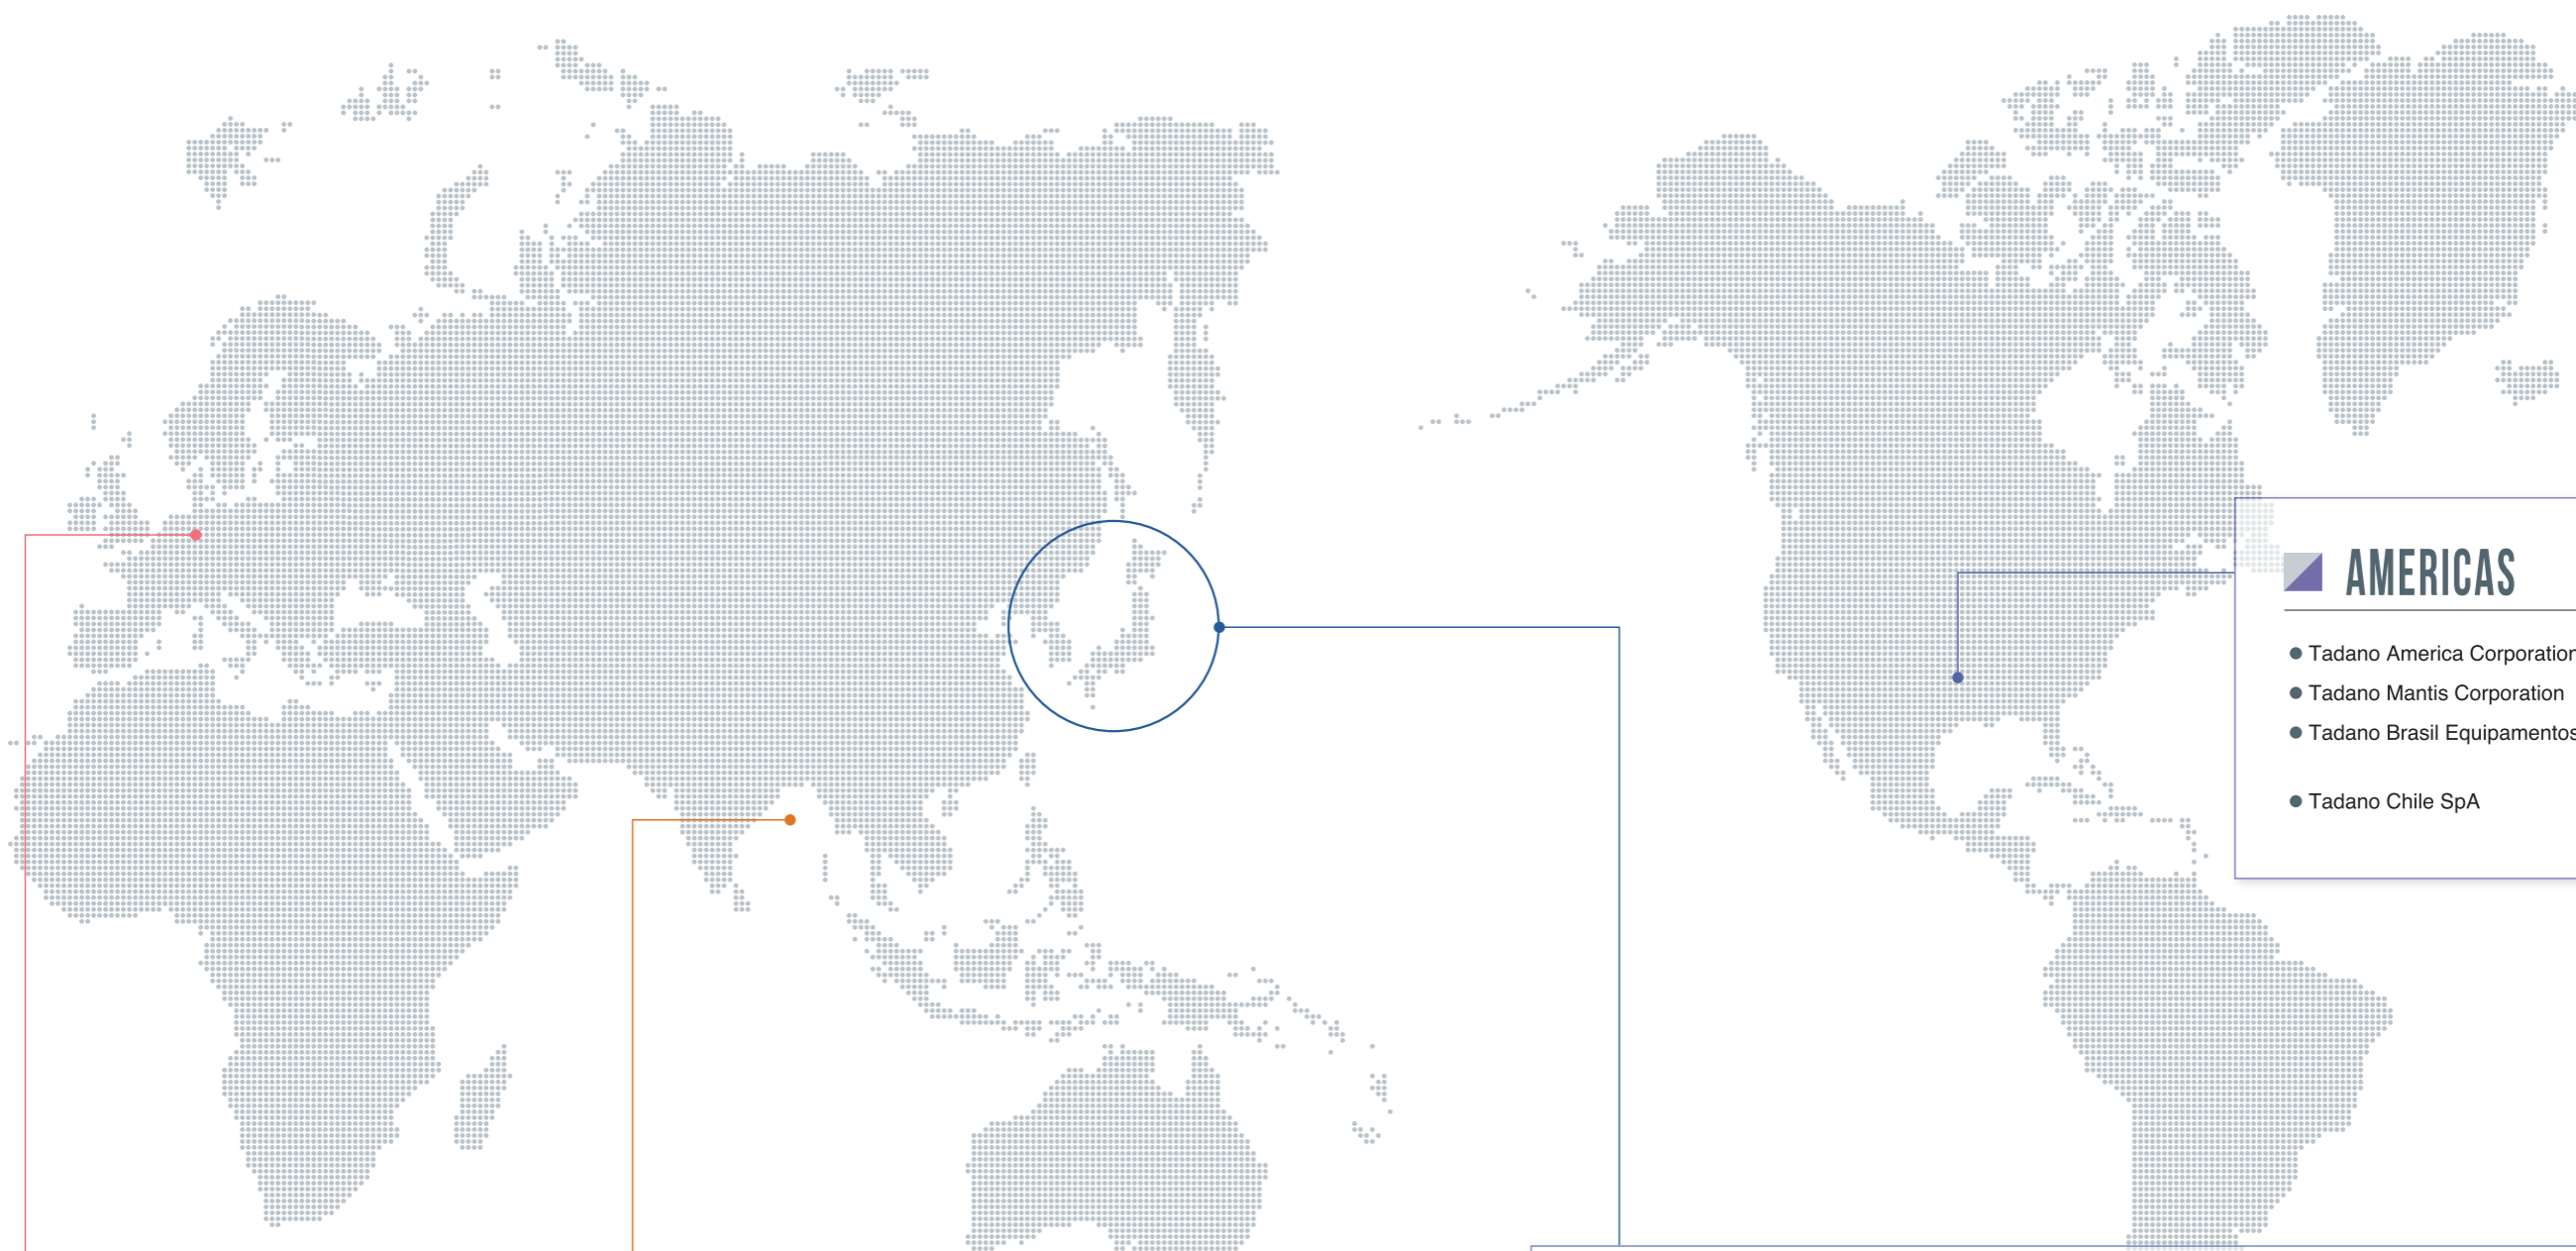 AMERICAS
Tadano America Corporation
Tadano Mantis Corporation
Tadano Brasil Equipamentos
Tadano Chile SpA